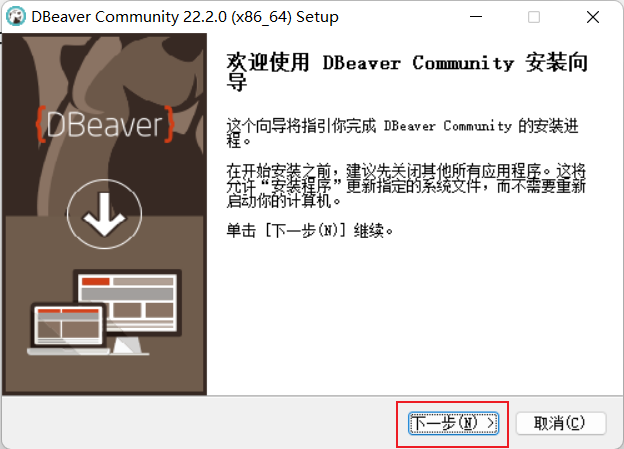 DBeaver Community 22.2.0 (x86_64) Setup
{DBeaver}
欢迎使用 DBeaver Community 安装向
导
这个向导将指引你完成 DBeaver Community 的安装进
程。
在开始安装之前，建议先关闭其他所有应用程序。这将
允许“安装程序”更新指定的系统文件，而不需要重新
启动你的计算机。
单击 [下一步(N)] 继续。
下一步(N) >
取消(C)